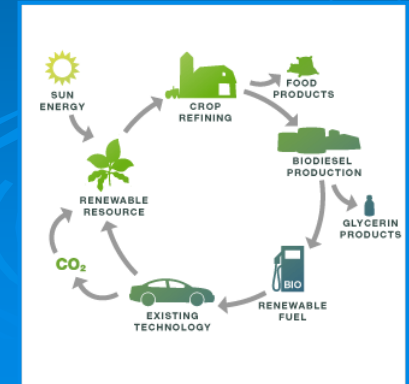 SUN
ENERGY
CROP
REFINING
FOOD
PRODUCTS
BIODIESEL
PRODUCTION
GLYCERIN
PRODUCTS
BIO
RENEWABLE
FUEL
EXISTING
TECHNOLOGY
CO₂
RENEWABLE
RESOURCE